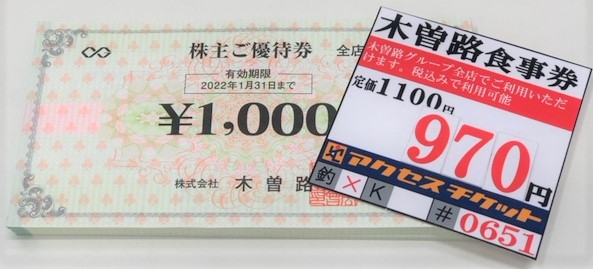 株主ご優待券 全店
有効期限
2022年1月31日まで
¥1,000
株式会社 木曽路
木曽路食事券
木曽路グループ全店でご利用いただ
けます。税込みで利用可能
定価1100円
970円
アクセスチケット
釣 × K #0651